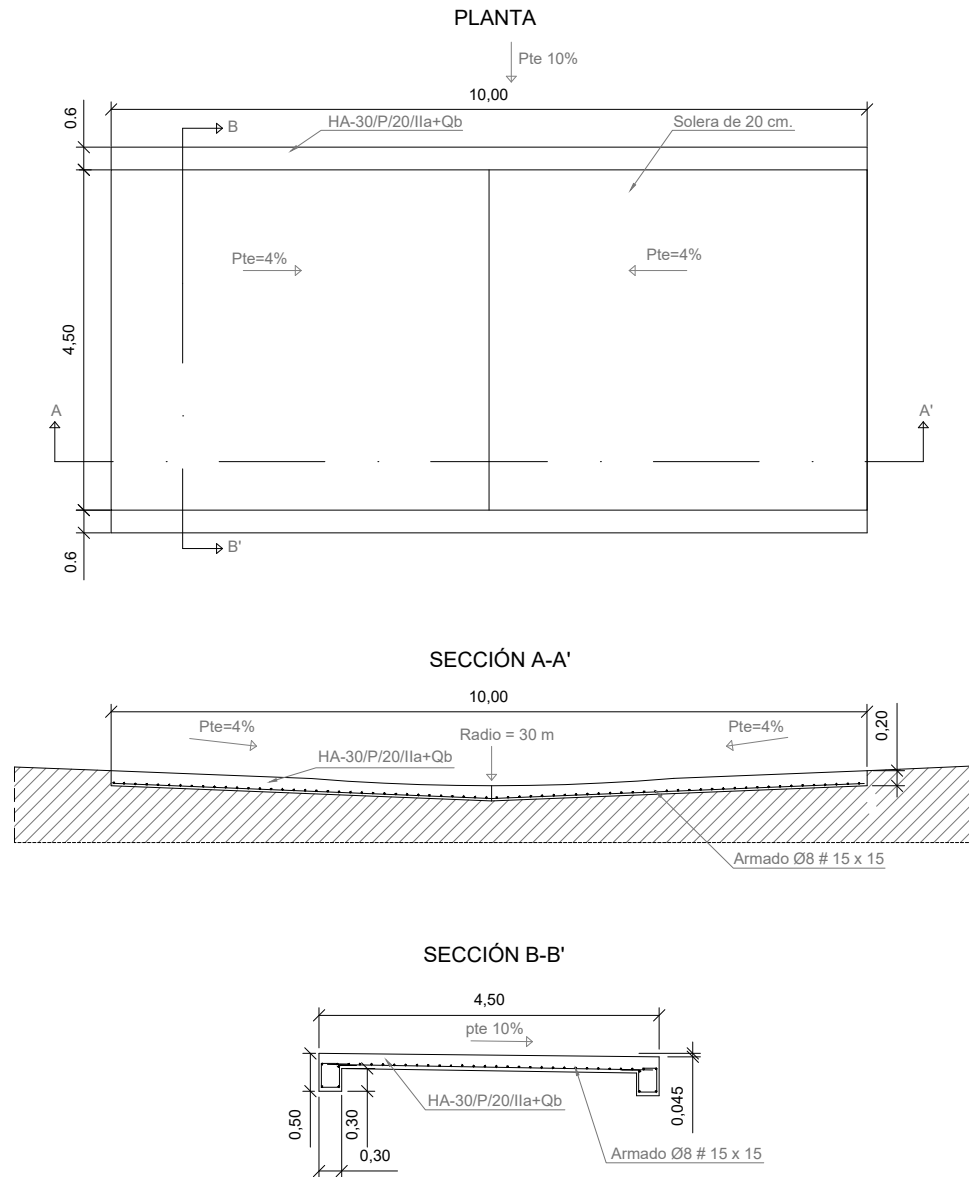 PLANTA
Pte 10%
10,00
0.6
B
HA-30/P/20/IIa+Qb
Solera de 20 cm.
Pte=4%
Pte=4%
4,50
A
A'
B'
0.6
SECCIÓN A-A'
10,00
Pte=4%
Radio = 30 m
Pte=4%
0,20
HA-30/P/20/IIa+Qb
Armado Ø8 # 15 x 15
SECCIÓN B-B'
4,50
pte 10%
0,50
0,30
HA-30/P/20/IIa+Qb
0,045
0,30
Armado Ø8 # 15 x 15